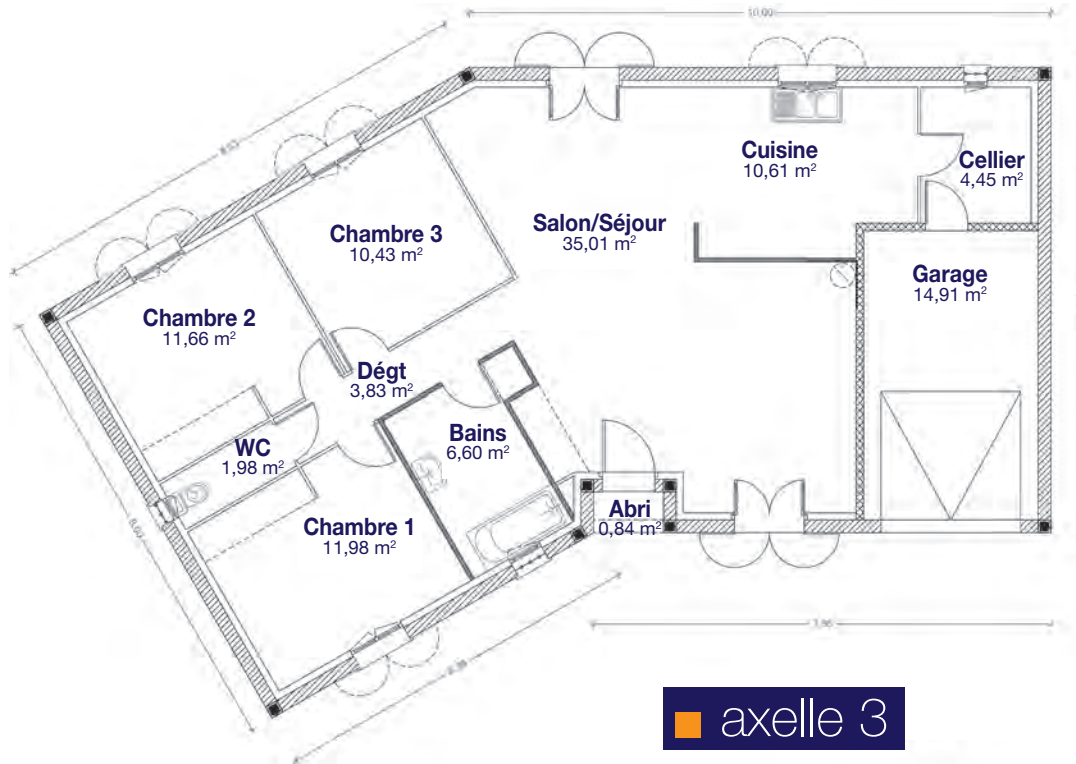 10,00
Cuisine
10,61 m²
Cellier
4,45 m²
Salon/Séjour
35,01 m²
Chambre 3
10,43 m²
Garage
14,91 m²
Chambre 2
11,66 m²
Dégt
3,83 m²
Bains
6,60 m²
WC
1,98 m²
Chambre 1
11,98 m²
Abri
0,84 m²
axelle 3